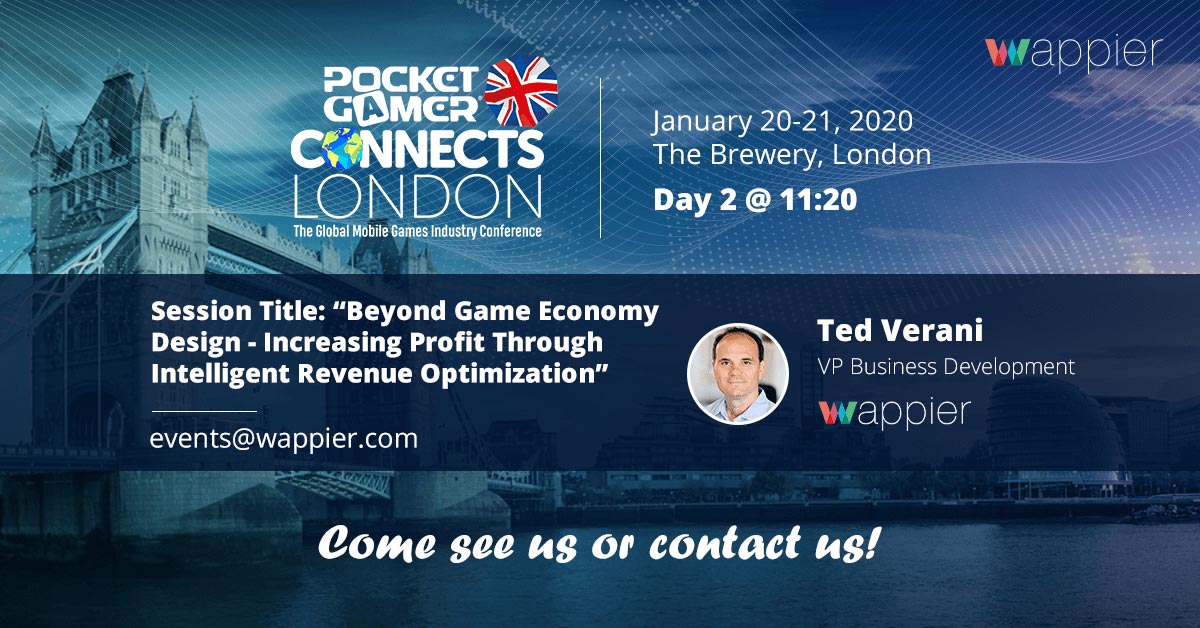 wappier
POCKET
GAMER
CONNECTS
LONDON
The Global Mobile Games Industry Conference
January 20-21, 2020
The Brewery, London
Day 2 @ 11:20
Session Title: “Beyond Game Economy
Design - Increasing Profit Through
Intelligent Revenue Optimization”
events@wappier.com
Ted Verani
VP Business Development
wappier
Come see us or contact us!